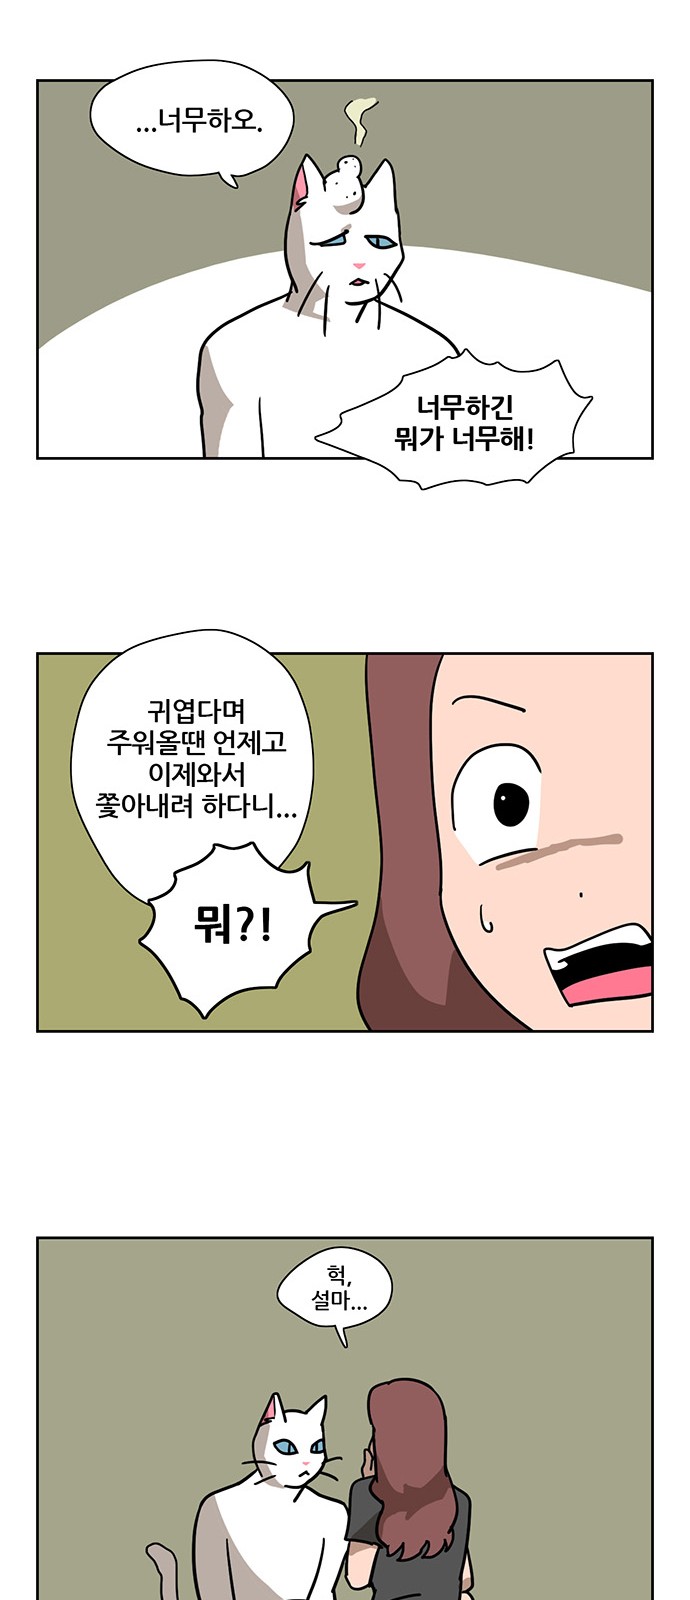 ...너무하오.
너무하긴
뭐가 너무해!
귀엽다며
주워올땐 언제고
이제와서
쫓아내려 하다니...
뭐?!
헉,
설마...